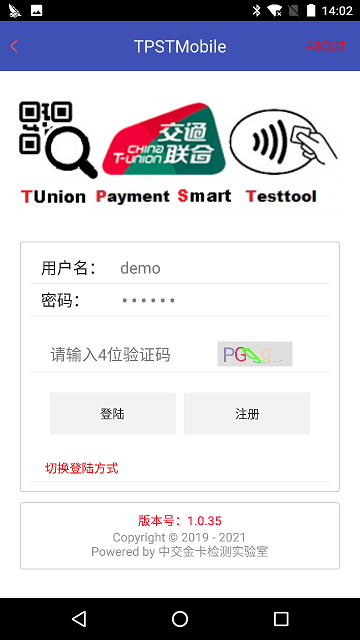 14:02
TPSTMobile
ABOUT
交通
联合
CHINA
T-UNION
TUnion Payment Smart Testtool
用户名： demo
密码： ••••••
请输入4位验证码
登陆
注册
切换登陆方式
版本号：1.0.35
Copyright © 2019 - 2021
Powered by 中交金卡检测实验室